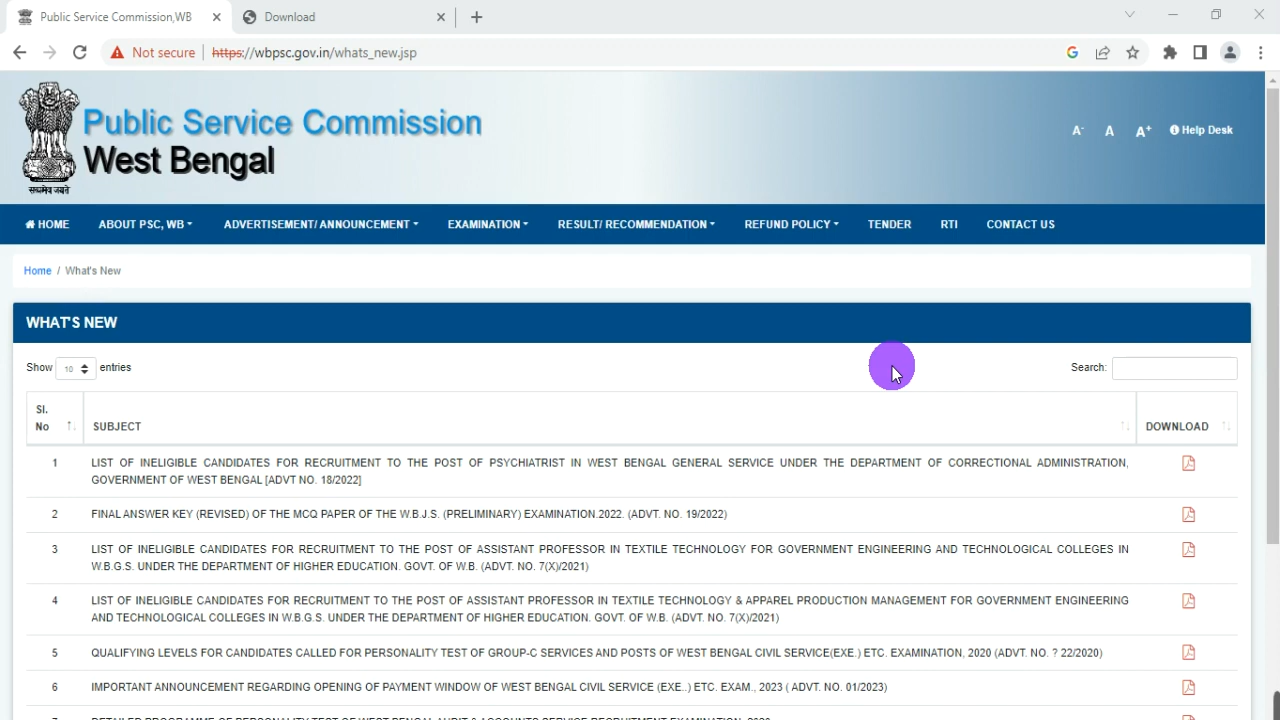 Public Service Commission,WB
Download
Not secure
https://wbpsc.gov.in/whats_new.jsp
Public Service Commission
West Bengal
सत्यमेव जयते
A- A A+ Help Desk
HOME ABOUT PSC, WB ADVERTISEMENT/ ANNOUNCEMENT EXAMINATION RESULT/ RECOMMENDATION REFUND POLICY TENDER RTI CONTACT US
Home / What's New
WHAT'S NEW
Show 10 entries
Search:
Sl. No SUBJECT DOWNLOAD
1 LIST OF INELIGIBLE CANDIDATES FOR RECRUITMENT TO THE POST OF PSYCHIATRIST IN WEST BENGAL GENERAL SERVICE UNDER THE DEPARTMENT OF CORRECTIONAL ADMINISTRATION,
GOVERNMENT OF WEST BENGAL [ADVT NO. 18/2022]
2 FINAL ANSWER KEY (REVISED) OF THE MCQ PAPER OF THE W.B.J.S. (PRELIMINARY) EXAMINATION.2022. (ADVT. NO. 19/2022)
3 LIST OF INELIGIBLE CANDIDATES FOR RECRUITMENT TO THE POST OF ASSISTANT PROFESSOR IN TEXTILE TECHNOLOGY FOR GOVERNMENT ENGINEERING AND TECHNOLOGICAL COLLEGES IN
W.B.G.S. UNDER THE DEPARTMENT OF HIGHER EDUCATION. GOVT. OF W.B. (ADVT. NO. 7(X)/2021)
4 LIST OF INELIGIBLE CANDIDATES FOR RECRUITMENT TO THE POST OF ASSISTANT PROFESSOR IN TEXTILE TECHNOLOGY & APPAREL PRODUCTION MANAGEMENT FOR GOVERNMENT ENGINEERING
AND TECHNOLOGICAL COLLEGES IN W.B.G.S. UNDER THE DEPARTMENT OF HIGHER EDUCATION. GOVT. OF W.B. (ADVT. NO. 7(X)/2021)
5 QUALIFYING LEVELS FOR CANDIDATES CALLED FOR PERSONALITY TEST OF GROUP-C SERVICES AND POSTS OF WEST BENGAL CIVIL SERVICE(EXE.) ETC. EXAMINATION, 2020 (ADVT. NO. ? 22/2020)
6 IMPORTANT ANNOUNCEMENT REGARDING OPENING OF PAYMENT WINDOW OF WEST BENGAL CIVIL SERVICE (EXE..) ETC. EXAM., 2023 ( ADVT. NO. 01/2023)